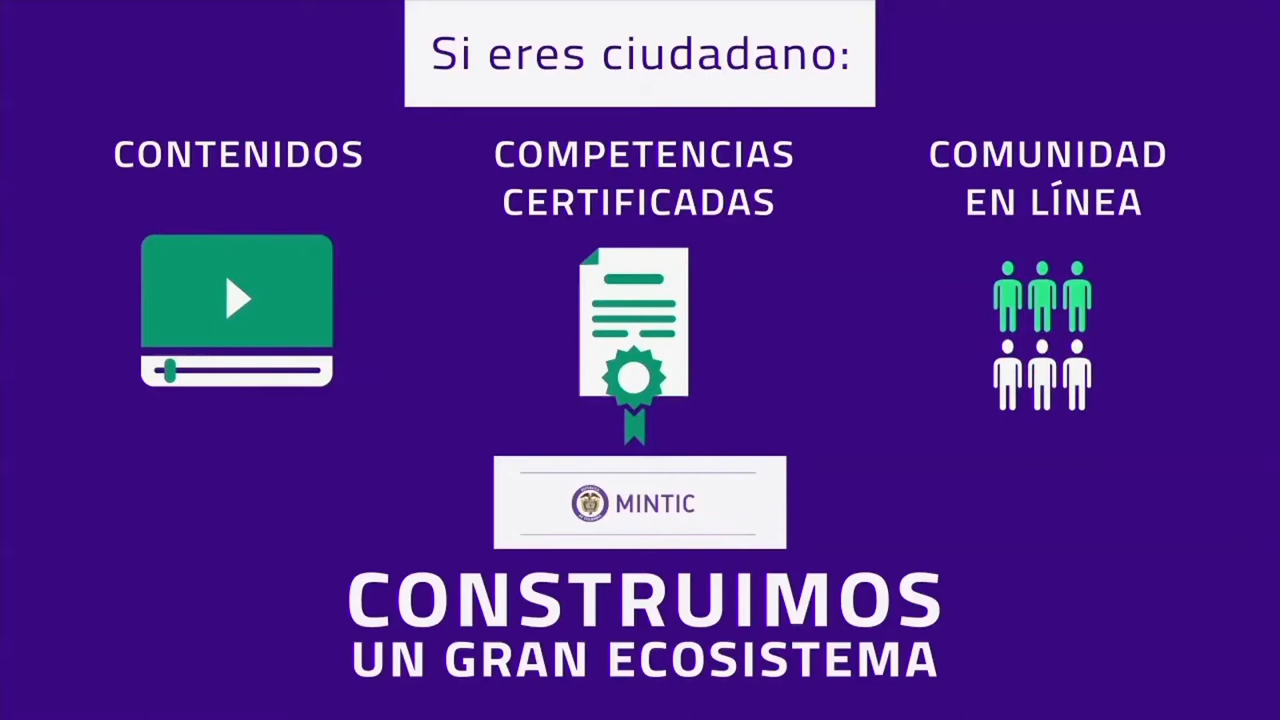 Si eres ciudadano:
CONTENIDOS
COMPETENCIAS
CERTIFICADAS
COMUNIDAD
EN LÍNEA
MINTIC
CONSTRUIMOS
UN GRAN ECOSISTEMA